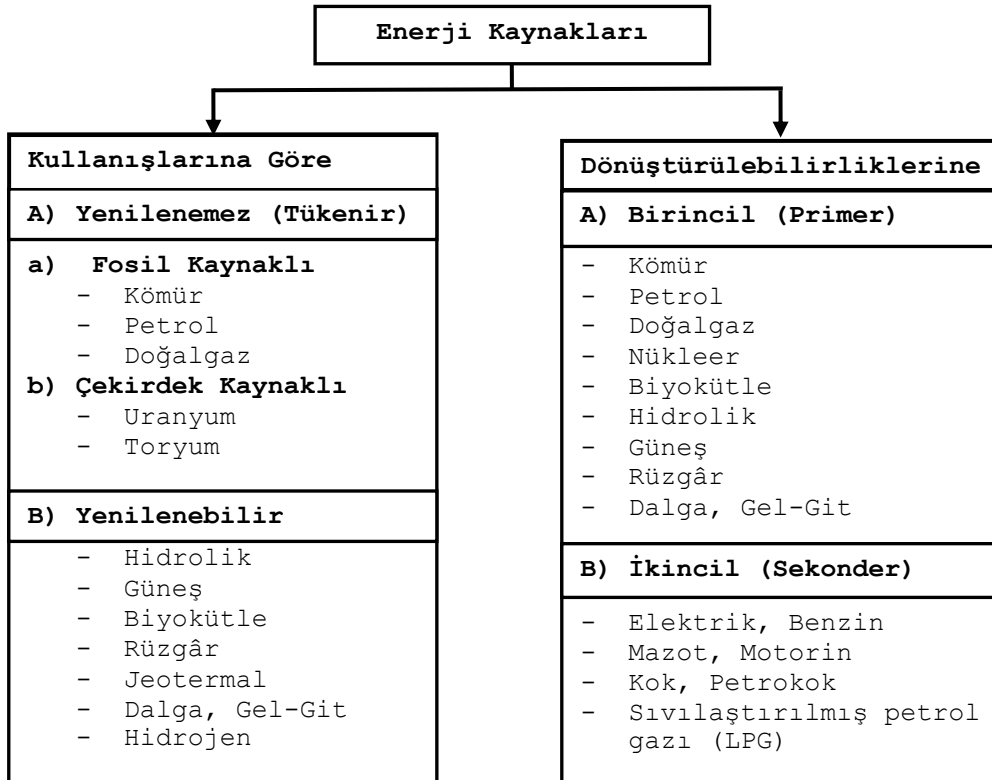 Enerji Kaynakları
Kullanışlarına Göre
A) Yenilenemez (Tükenir)
a) Fosil Kaynaklı
- Kömür
- Petrol
- Doğalgaz
b) Çekirdek Kaynaklı
- Uranyum
- Toryum
B) Yenilenebilir
- Hidrolik
- Güneş
- Biyokütle
- Rüzgâr
- Jeotermal
- Dalga, Gel-Git
- Hidrojen
Dönüştürülebilirliklerine
A) Birincil (Primer)
- Kömür
- Petrol
- Doğalgaz
- Nükleer
- Biyokütle
- Hidrolik
- Güneş
- Rüzgâr
- Dalga, Gel-Git
B) İkincil (Sekonder)
- Elektrik, Benzin
- Mazot, Motorin
- Kok, Petrokok
- Sıvılaştırılmış petrol
gazı (LPG)